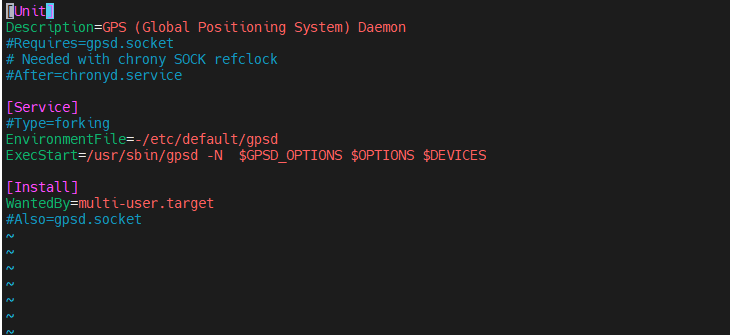 [Unit]
Description=GPS (Global Positioning System) Daemon
#Requires=gpsd.socket
# Needed with chrony SOCK refclock
#After=chronyd.service

[Service]
#Type=forking
EnvironmentFile=-/etc/default/gpsd
ExecStart=/usr/sbin/gpsd -N  $GPSD_OPTIONS $OPTIONS $DEVICES

[Install]
WantedBy=multi-user.target
#Also=gpsd.socket
~
~
~
~
~
~
~